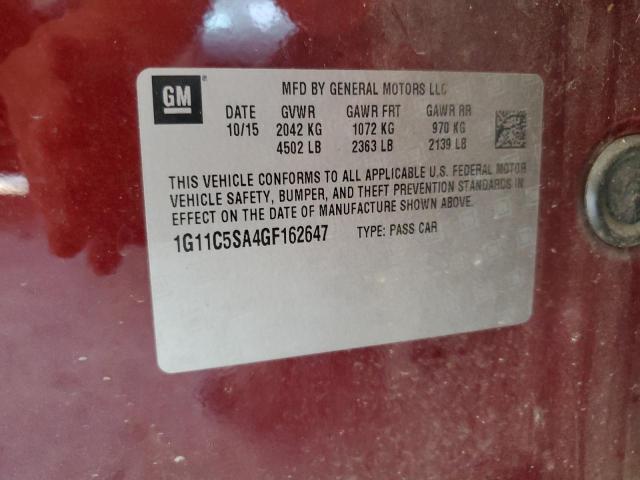 GM
MFD BY GENERAL MOTORS LLC
DATE GVWR GAWR FRT GAWR RR
10/15 2042 KG 1072 KG 970 KG
4502 LB 2363 LB 2139 LB
THIS VEHICLE CONFORMS TO ALL APPLICABLE U.S. FEDERAL MOTOR
VEHICLE SAFETY, BUMPER, AND THEFT PREVENTION STANDARDS IN
EFFECT ON THE DATE OF MANUFACTURE SHOWN ABOVE.
1G11C5SA4GF162647 TYPE: PASS CAR